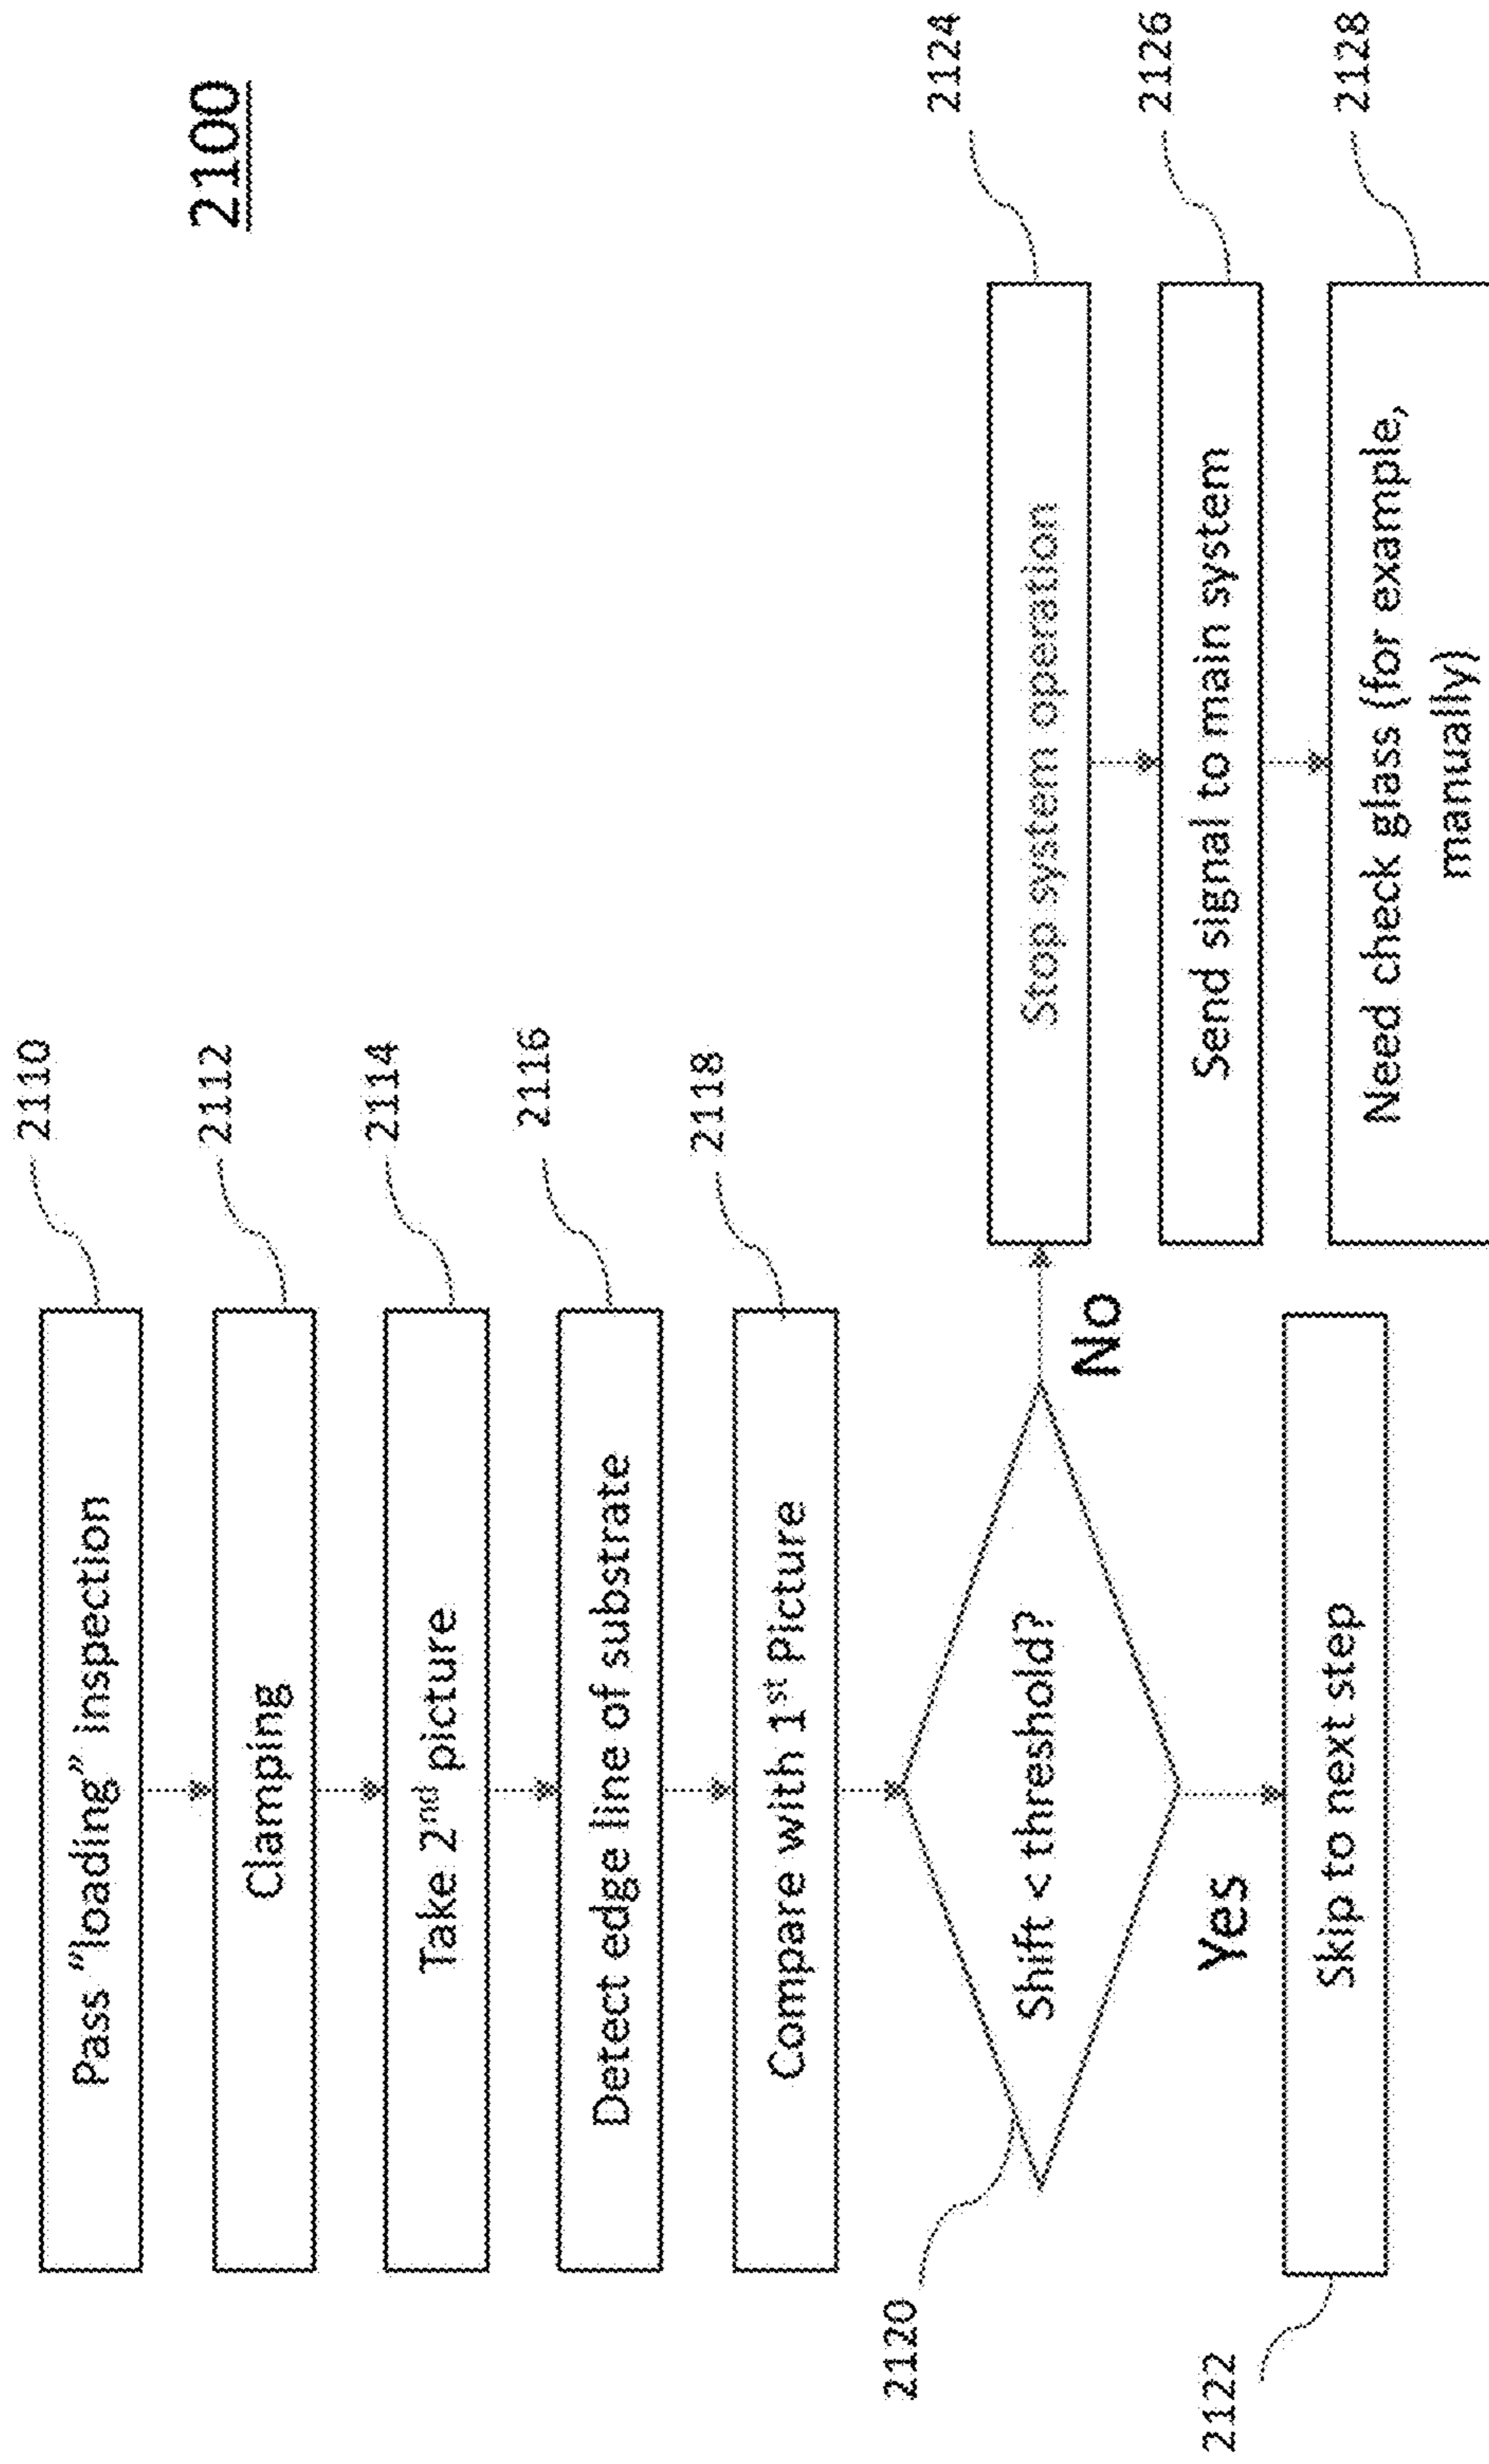 2100
Pass "loading" inspection
2110
Clamping
2112
Take 2nd picture
2114
Detect edge line of substrate
2116
Compare with 1st Picture
2118
Shift < threshold?
2120
No
Stop system operation
2124
Send signal to main system
2126
Need check glass (for example,
manually)
2128
Yes
Skip to next step
2122